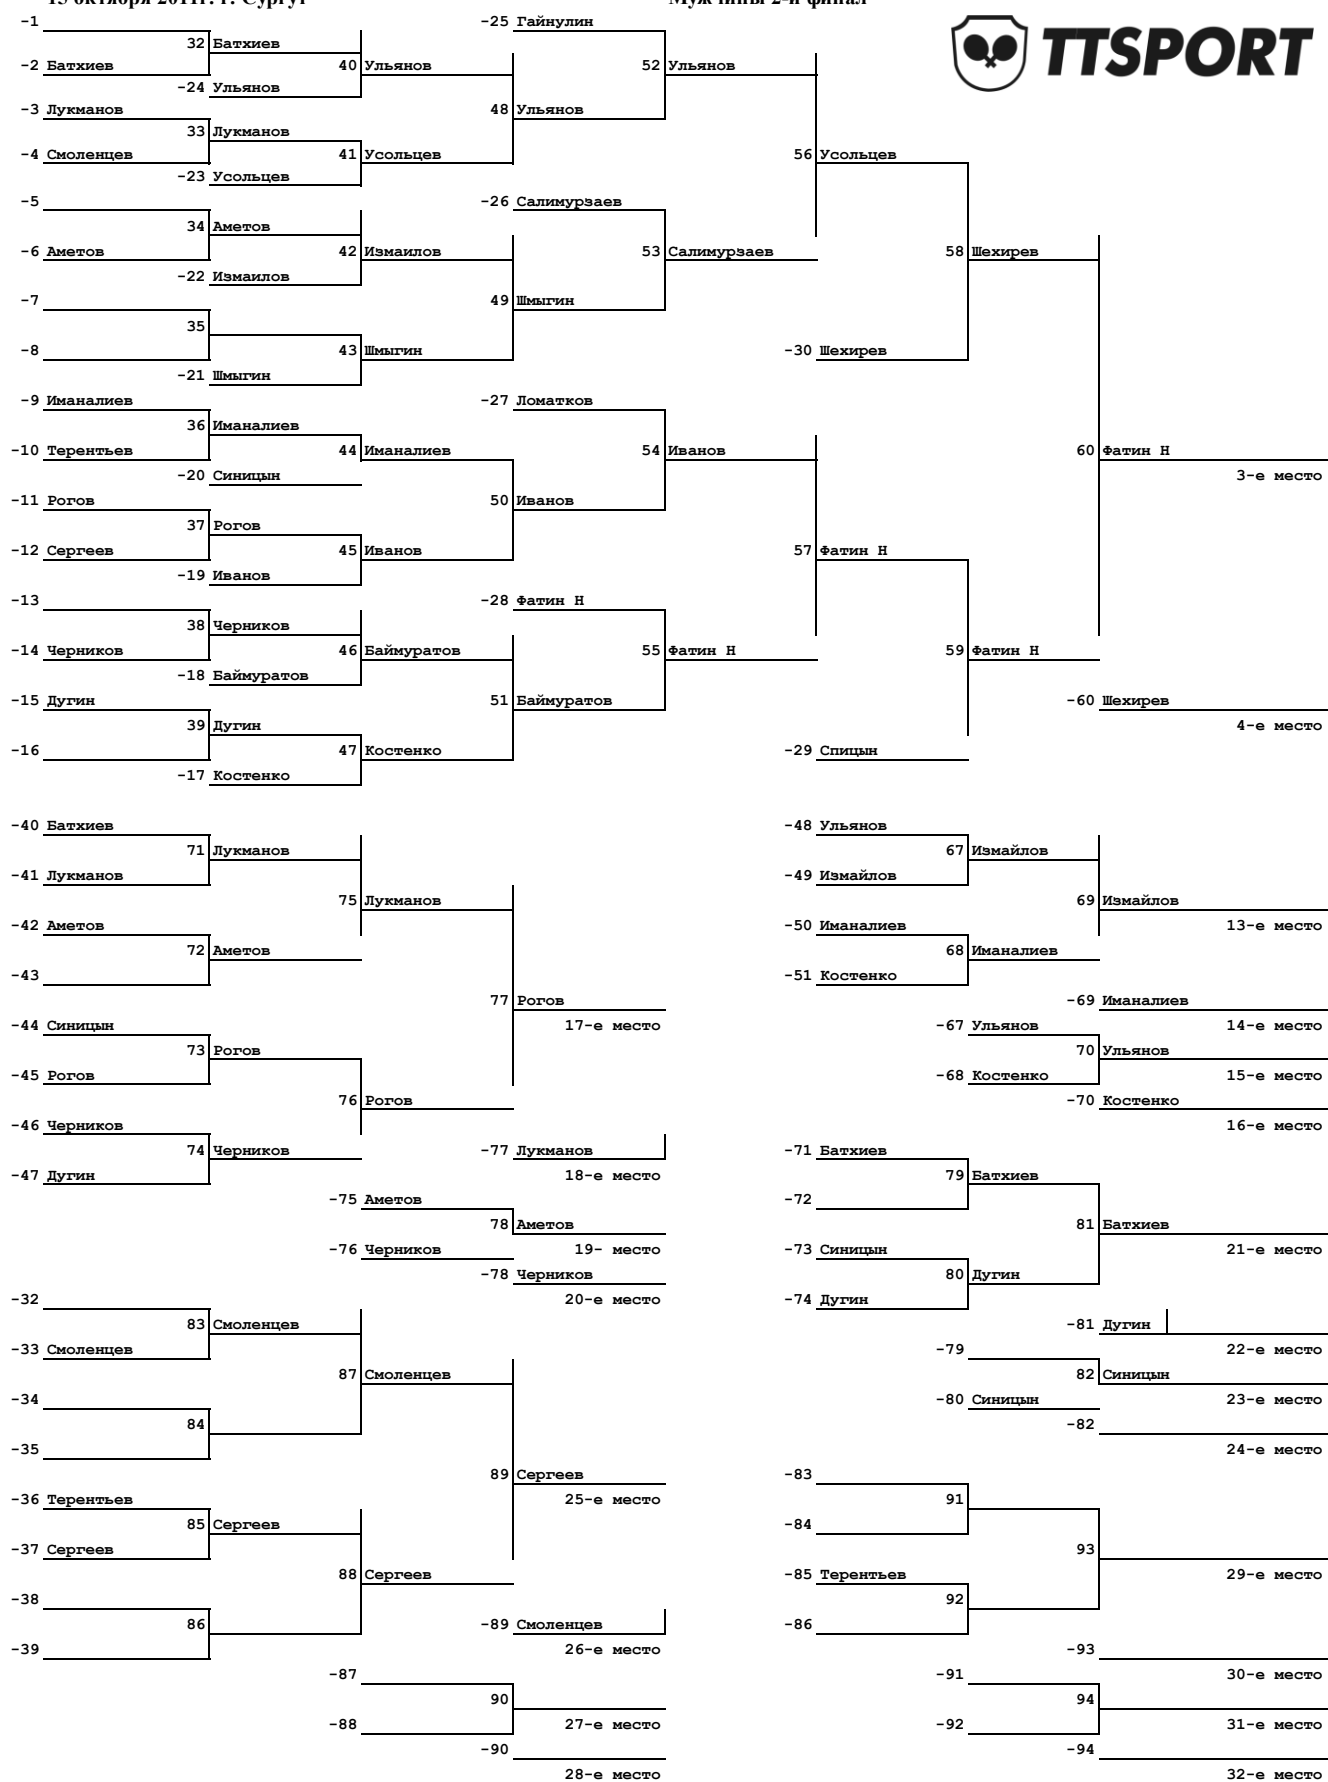 15 октября 2011г. г. Сургут Мужчины 2-й финал
TTSPORT
-1 -25 Гайнулин
32 Батхиев
-2 Батхиев 40 Ульянов 52 Ульянов
-24 Ульянов
-3 Лукманов 48 Ульянов
33 Лукманов
-4 Смоленцев 41 Усольцев 56 Усольцев
-23 Усольцев
-5 -26 Салимурзаев
34 Аметов
-6 Аметов 42 Измаилов 53 Салимурзаев 58 Шехирев
-22 Измаилов
-7 49 Шмыгин
35
-8 43 Шмыгин -30 Шехирев
-21 Шмыгин
-9 Иманалиев -27 Ломатков
36 Иманалиев
-10 Терентьев 44 Иманалиев 54 Иванов 60 Фатин Н
-20 Синицын 3-е место
-11 Рогов 50 Иванов
37 Рогов
-12 Сергеев 45 Иванов 57 Фатин Н
-19 Иванов
-13 -28 Фатин Н
38 Черников
-14 Черников 46 Баймуратов 55 Фатин Н 59 Фатин Н
-18 Баймуратов
-15 Дугин 51 Баймуратов -60 Шехирев
39 Дугин 4-е место
-16 47 Костенко -29 Спицын
-17 Костенко
-40 Батхиев -48 Ульянов
71 Лукманов 67 Измайлов
-41 Лукманов -49 Измайлов
75 Лукманов 69 Измайлов
-42 Аметов -50 Иманалиев 13-е место
72 Аметов 68 Иманалиев
-43 -51 Костенко
77 Рогов -69 Иманалиев
-44 Синицын 17-е место -67 Ульянов 14-е место
73 Рогов 70 Ульянов
-45 Рогов -68 Костенко 15-е место
76 Рогов -70 Костенко
-46 Черников 16-е место
74 Черников -77 Лукманов -71 Батхиев
-47 Дугин 18-е место 79 Батхиев
-75 Аметов -72
78 Аметов 81 Батхиев
-76 Черников 19- место -73 Синицын 21-е место
-78 Черников 80 Дугин
-32 20-е место -74 Дугин
83 Смоленцев -81 Дугин
-33 Смоленцев -79 22-е место
87 Смоленцев 82 Синицын
-34 -80 Синицын 23-е место
84 -82
-35 24-е место
89 Сергеев -83
-36 Терентьев 25-е место 91
85 Сергеев -84
-37 Сергеев 93
88 Сергеев -85 Терентьев 29-е место
-38 92
86 -89 Смоленцев -86
-39 26-е место -93
-87 -91 30-е место
90 94
-88 27-е место -92 31-е место
-90 -94
28-е место 32-е место